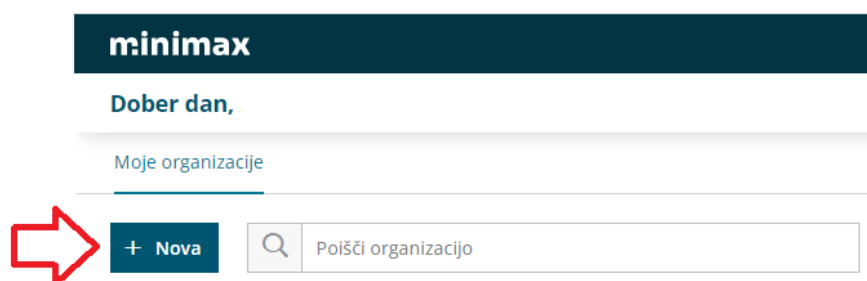 minimax
Dober dan,
Moje organizacije
+ Nova
Poišči organizacijo